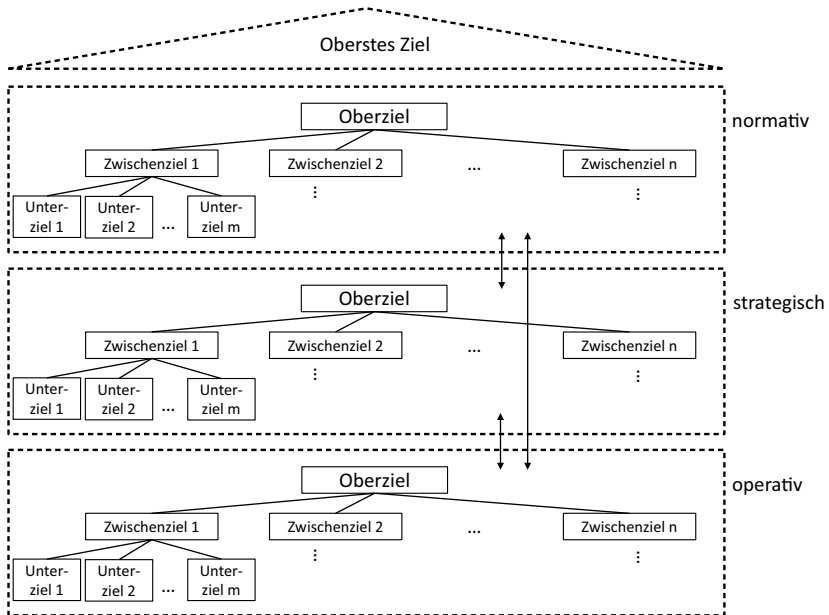 Oberstes Ziel
Oberziel
normativ
Zwischenziel 1
Zwischenziel 2
...
Zwischenziel n
Unter-
ziel 1
Unter-
ziel 2
...
Unter-
ziel m
...
...
Oberziel
strategisch
Zwischenziel 1
Zwischenziel 2
...
Zwischenziel n
Unter-
ziel 1
Unter-
ziel 2
...
Unter-
ziel m
...
...
Oberziel
operativ
Zwischenziel 1
Zwischenziel 2
...
Zwischenziel n
Unter-
ziel 1
Unter-
ziel 2
...
Unter-
ziel m
...
...